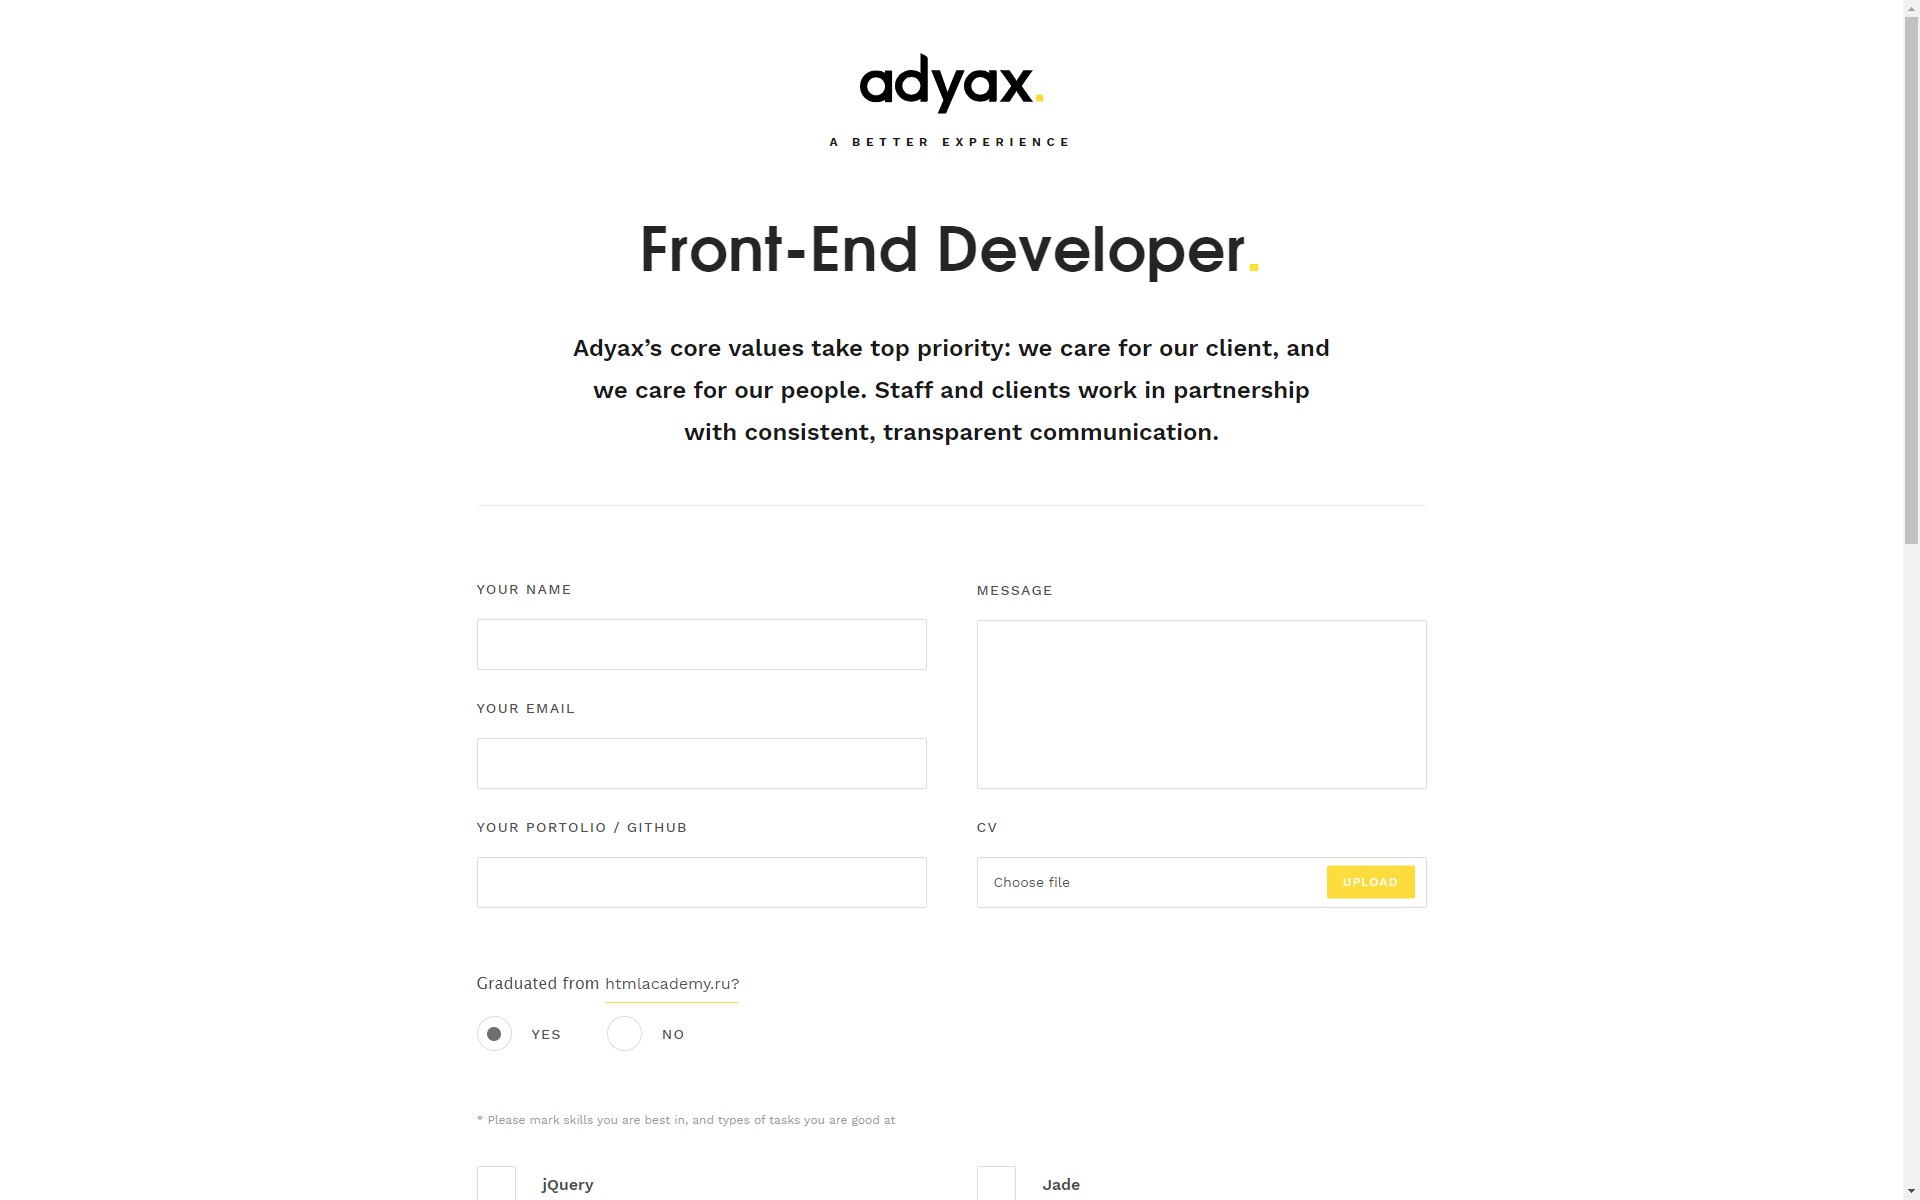 adyax.
A BETTER EXPERIENCE
Front-End Developer.
Adyax’s core values take top priority: we care for our client, and
we care for our people. Staff and clients work in partnership
with consistent, transparent communication.
YOUR NAME
YOUR EMAIL
YOUR PORTOLIO / GITHUB
MESSAGE
CV
Choose file
UPLOAD
Graduated from htmlacademy.ru?
YES
NO
* Please mark skills you are best in, and types of tasks you are good at
jQuery
Jade